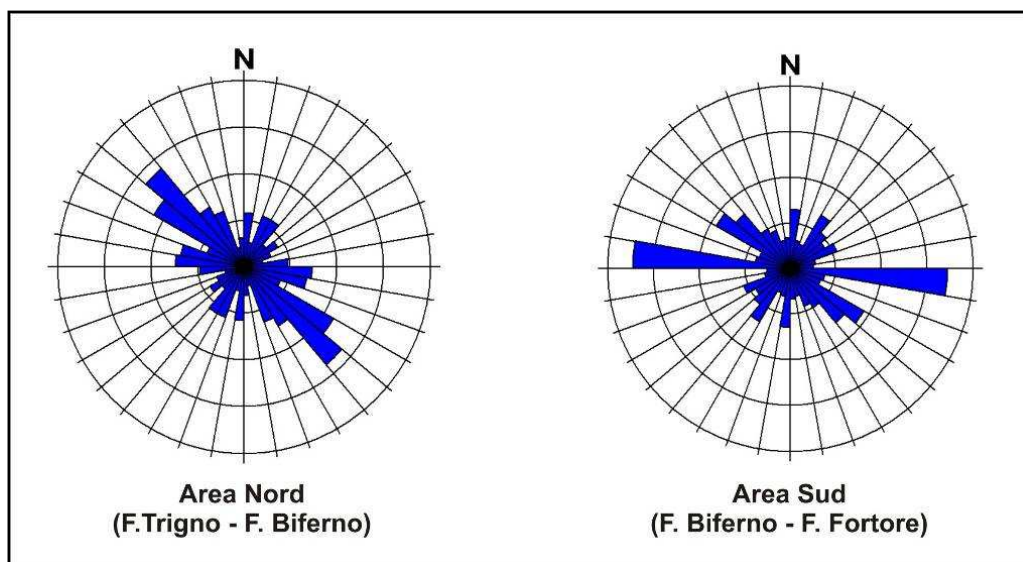 N
N
Area Nord
(F.Trigno - F. Biferno)
Area Sud
(F. Biferno - F. Fortore)